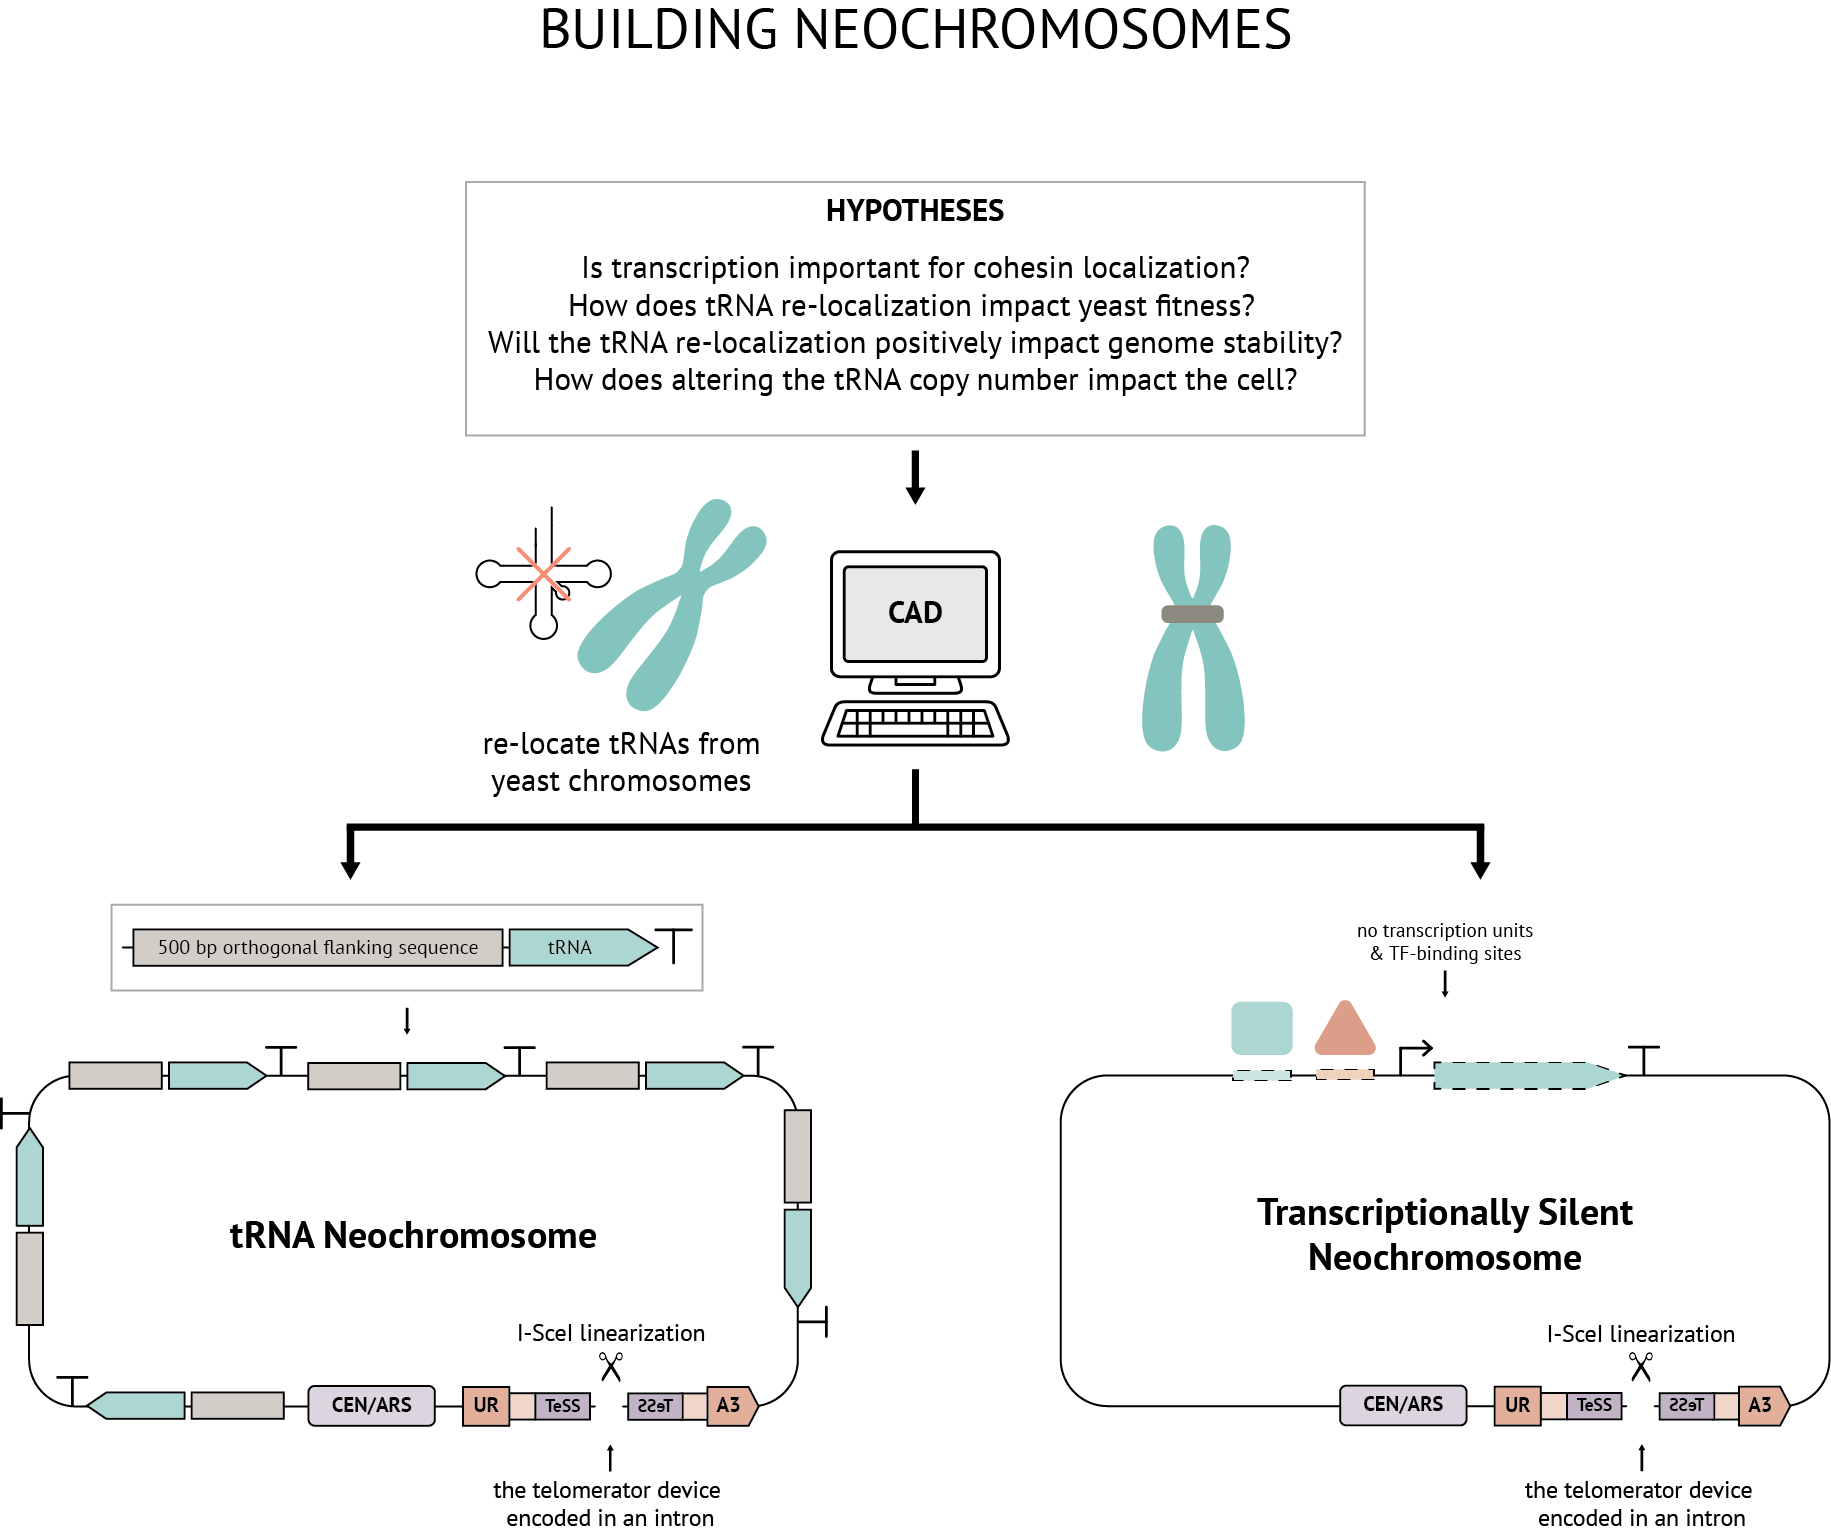 BUILDING NEOCHROMOSOMES
HYPOTHESES
Is transcription important for cohesin localization?
How does tRNA re-localization impact yeast fitness?
Will the tRNA re-localization positively impact genome stability?
How does altering the tRNA copy number impact the cell?
CAD
re-locate tRNAs from
yeast chromosomes
500 bp orthogonal flanking sequence
tRNA
no transcription units
& TF-binding sites
tRNA Neochromosome
I-SceI linearization
CEN/ARS
UR
TeSS
TeSS
A3
the telomerator device
encoded in an intron
Transcriptionally Silent
Neochromosome
I-SceI linearization
CEN/ARS
UR
TeSS
TeSS
A3
the telomerator device
encoded in an intron